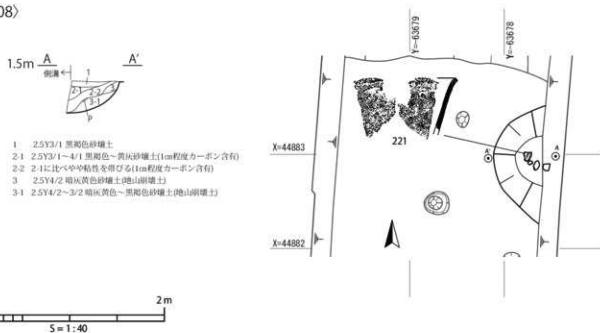 08〉
1.5m A A'
側溝
1
2-1 2-2 3
3-1
P
1 2.5Y3/1 黒褐色砂壌土
2-1 2.5Y3/1～4/1 黒褐色～黄灰砂壌土(1cm程度カーボン含有)
2-2 2-1に比べやや粘性を帯びる(1cm程度カーボン含有)
3 2.5Y4/2 暗灰黄色砂壌土(地山崩壊土)
3-1 2.5Y4/2～3/2 暗灰黄色～黒褐色砂壌土(地山崩壊土)
2m
S=1:40
Y=-63679
Y=-63678
221
X=44883
A' A
X=44882